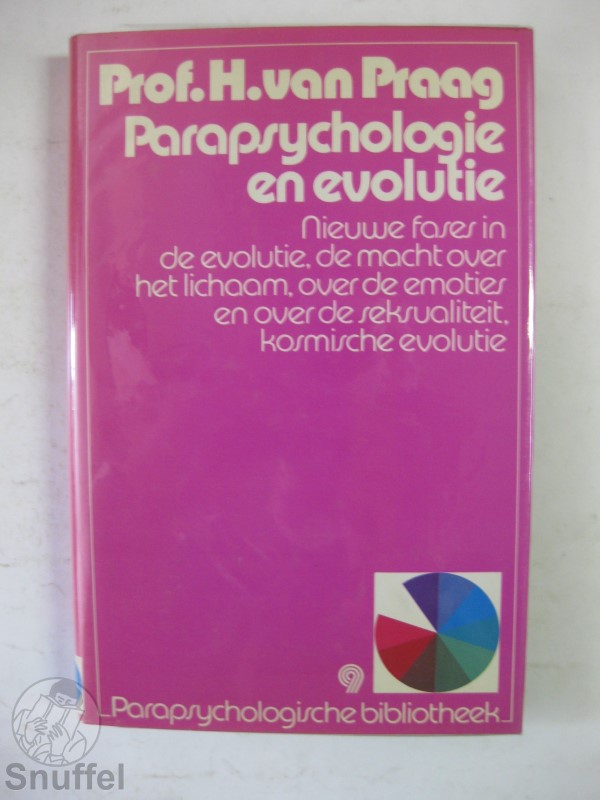 Prof. H. van Praag
Parapsychologie
en evolutie
Nieuwe fases in
de evolutie, de macht over
het lichaam, over de emoties
en over de seksualiteit,
kosmische evolutie
9
Parapsychologische bibliotheek
Snuffel